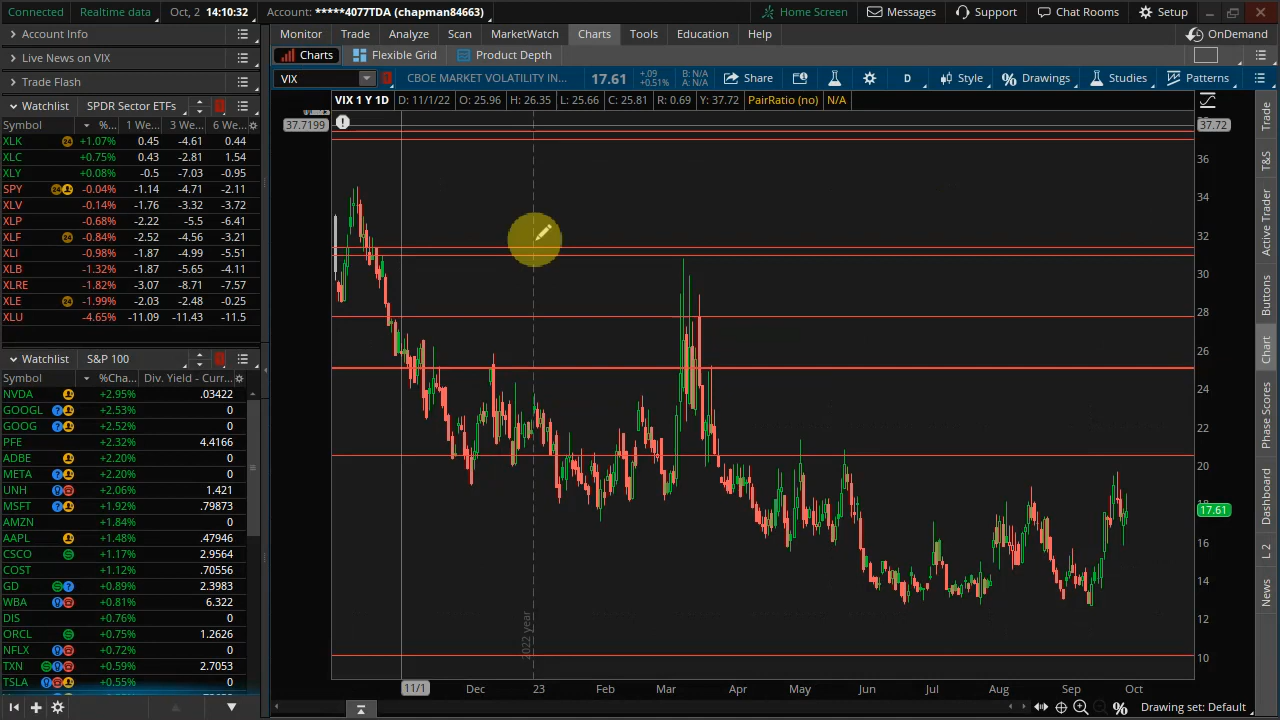 Connected Realtime data Oct, 2 14:10:32 Account: *****4077TDA (chapman84663) Home Screen Messages Support Chat Rooms Setup
Account Info
Live News on VIX
Trade Flash
Watchlist SPDR Sector ETFs
Symbol %... 1 We... 3 We... 6 We...
XLK 24 +1.07% 0.45 -4.61 0.44
XLC +0.75% 0.43 -2.81 1.54
XLY +0.08% -0.5 -7.03 -0.95
SPY 24 -0.04% -1.14 -4.71 -2.11
XLV -0.14% -1.76 -3.32 -3.72
XLP -0.68% -2.22 -5.5 -6.41
XLF 24 -0.84% -2.52 -4.56 -3.21
XLI -0.98% -1.87 -4.99 -5.51
XLB -1.32% -1.87 -5.65 -4.11
XLRE -1.82% -3.07 -8.71 -7.57
XLE 24 -1.99% -2.03 -2.48 -0.25
XLU -4.65% -11.09 -11.43 -11.5
Watchlist S&P 100
Symbol %Cha... Div. Yield - Curr...
NVDA +2.95% .03422
GOOGL ? +2.53% 0
GOOG ? +2.52% 0
PFE +2.32% 4.4166
ADBE +2.20% 0
META ? +2.20% 0
UNH +2.06% 1.421
MSFT ? +1.92% .79873
AMZN +1.84% 0
AAPL +1.48% .47946
CSCO S +1.17% 2.9564
COST +1.12% .70556
GD S ? +0.89% 2.3983
WBA +0.81% 6.322
DIS +0.76% 0
ORCL S +0.75% 1.2626
NFLX +0.72% 0
TXN S +0.59% 2.7053
TSLA +0.55% 0
Monitor Trade Analyze Scan MarketWatch Charts Tools Education Help OnDemand
Charts Flexible Grid Product Depth
VIX CBOE MARKET VOLATILITY IN... 17.61 +.09 +0.51% B: N/A A: N/A Share D Style Drawings Studies Patterns
VIX 1 Y 1D D: 11/1/22 O: 25.96 H: 26.35 L: 25.66 C: 25.81 R: 0.69 Y: 37.72 PairRatio (no) N/A
37.7199 37.72
36
34
32
30
28
26
24
22
20
17.61
16
14
12
10
2022 year
11/1 Dec 23 Feb Mar Apr May Jun Jul Aug Sep Oct
Drawing set: Default
Trade
T&S
Active Trader
Buttons
Chart
Phase Scores
Dashboard
L 2
News